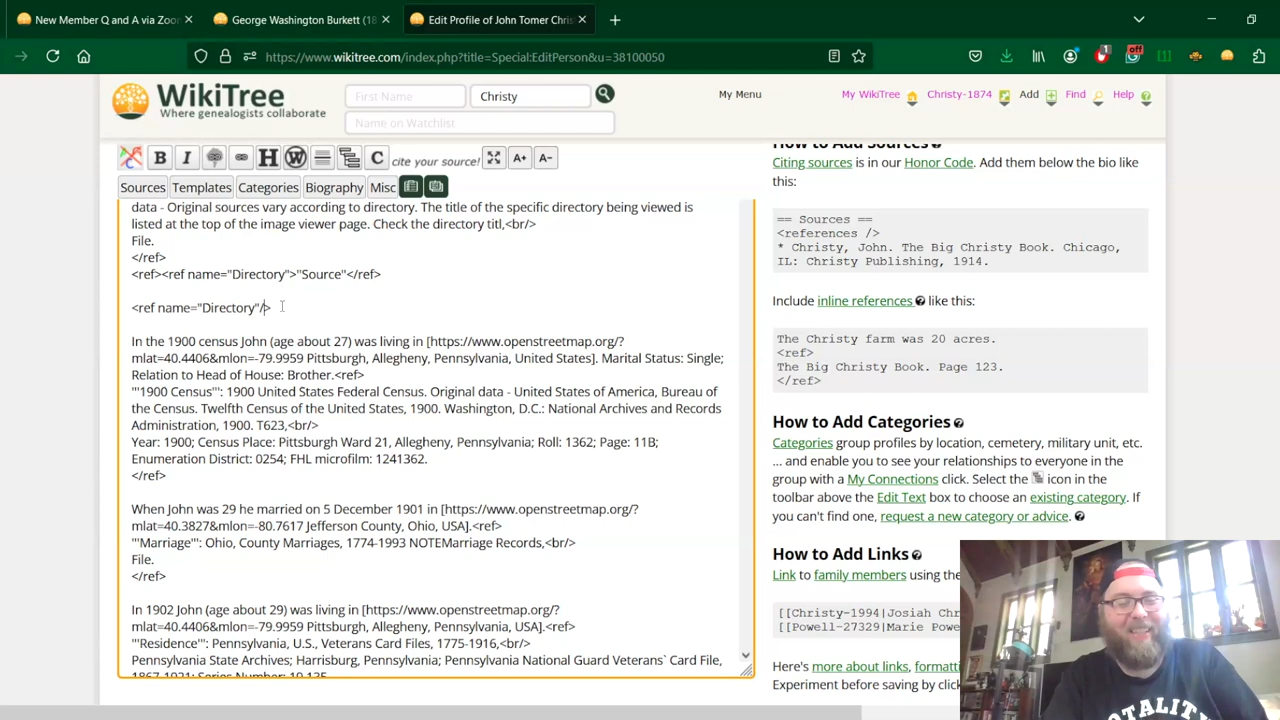 New Member Q and A via Zoo
George Washington Burkett (18
Edit Profile of John Tomer Chris
https://www.wikitree.com/index.php?title=Special:EditPerson&u=38100050
1
off
WikiTree
Where genealogists collaborate
First Name
Christy
Name on Watchlist
My Menu
My WikiTree
Christy-1874
Add
Find
Help
B I H W C cite your source! A+ A-
Sources Templates Categories Biography Misc
data - Original sources vary according to directory. The title of the specific directory being viewed is
listed at the top of the image viewer page. Check the directory titl,<br/>
File.
</ref>
<ref><ref name="Directory">"Source"</ref>
<ref name="Directory"/>
In the 1900 census John (age about 27) was living in [https://www.openstreetmap.org/?
mlat=40.4406&mlon=-79.9959 Pittsburgh, Allegheny, Pennsylvania, United States]. Marital Status: Single;
Relation to Head of House: Brother.<ref>
'''1900 Census''': 1900 United States Federal Census. Original data - United States of America, Bureau of
the Census. Twelfth Census of the United States, 1900. Washington, D.C.: National Archives and Records
Administration, 1900. T623,<br/>
Year: 1900; Census Place: Pittsburgh Ward 21, Allegheny, Pennsylvania; Roll: 1362; Page: 11B;
Enumeration District: 0254; FHL microfilm: 1241362.
</ref>
When John was 29 he married on 5 December 1901 in [https://www.openstreetmap.org/?
mlat=40.3827&mlon=-80.7617 Jefferson County, Ohio, USA].<ref>
'''Marriage''': Ohio, County Marriages, 1774-1993 NOTEMarriage Records,<br/>
File.
</ref>
In 1902 John (age about 29) was living in [https://www.openstreetmap.org/?
mlat=40.4406&mlon=-79.9959 Pittsburgh, Allegheny, Pennsylvania, USA].<ref>
'''Residence''': Pennsylvania, U.S., Veterans Card Files, 1775-1916,<br/>
Pennsylvania State Archives; Harrisburg, Pennsylvania; Pennsylvania National Guard Veterans` Card File,
1867-1921; Series Number: 19.135
How to Add Sources
Citing sources is in our Honor Code. Add them below the bio like
this:
== Sources ==
<references />
* Christy, John. The Big Christy Book. Chicago,
IL: Christy Publishing, 1914.
Include inline references like this:
The Christy farm was 20 acres.
<ref>
The Big Christy Book. Page 123.
</ref>
How to Add Categories
Categories group profiles by location, cemetery, military unit, etc.
... and enable you to see your relationships to everyone in the
group with a My Connections click. Select the icon in the
toolbar above the Edit Text box to choose an existing category. If
you can't find one, request a new category or advice.
How to Add Links
Link to family members using the
[[Christy-1994|Josiah Chr
[[Powell-27329|Marie Pow
Here's more about links, formatti
Experiment before saving by click